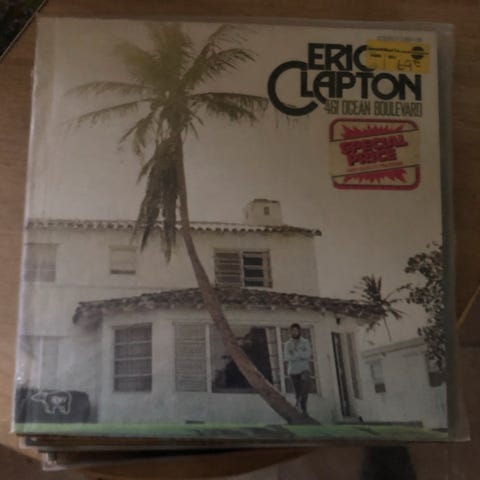 ERIC
CLAPTON
461 OCEAN BOULEVARD
SPECIAL
PRICE